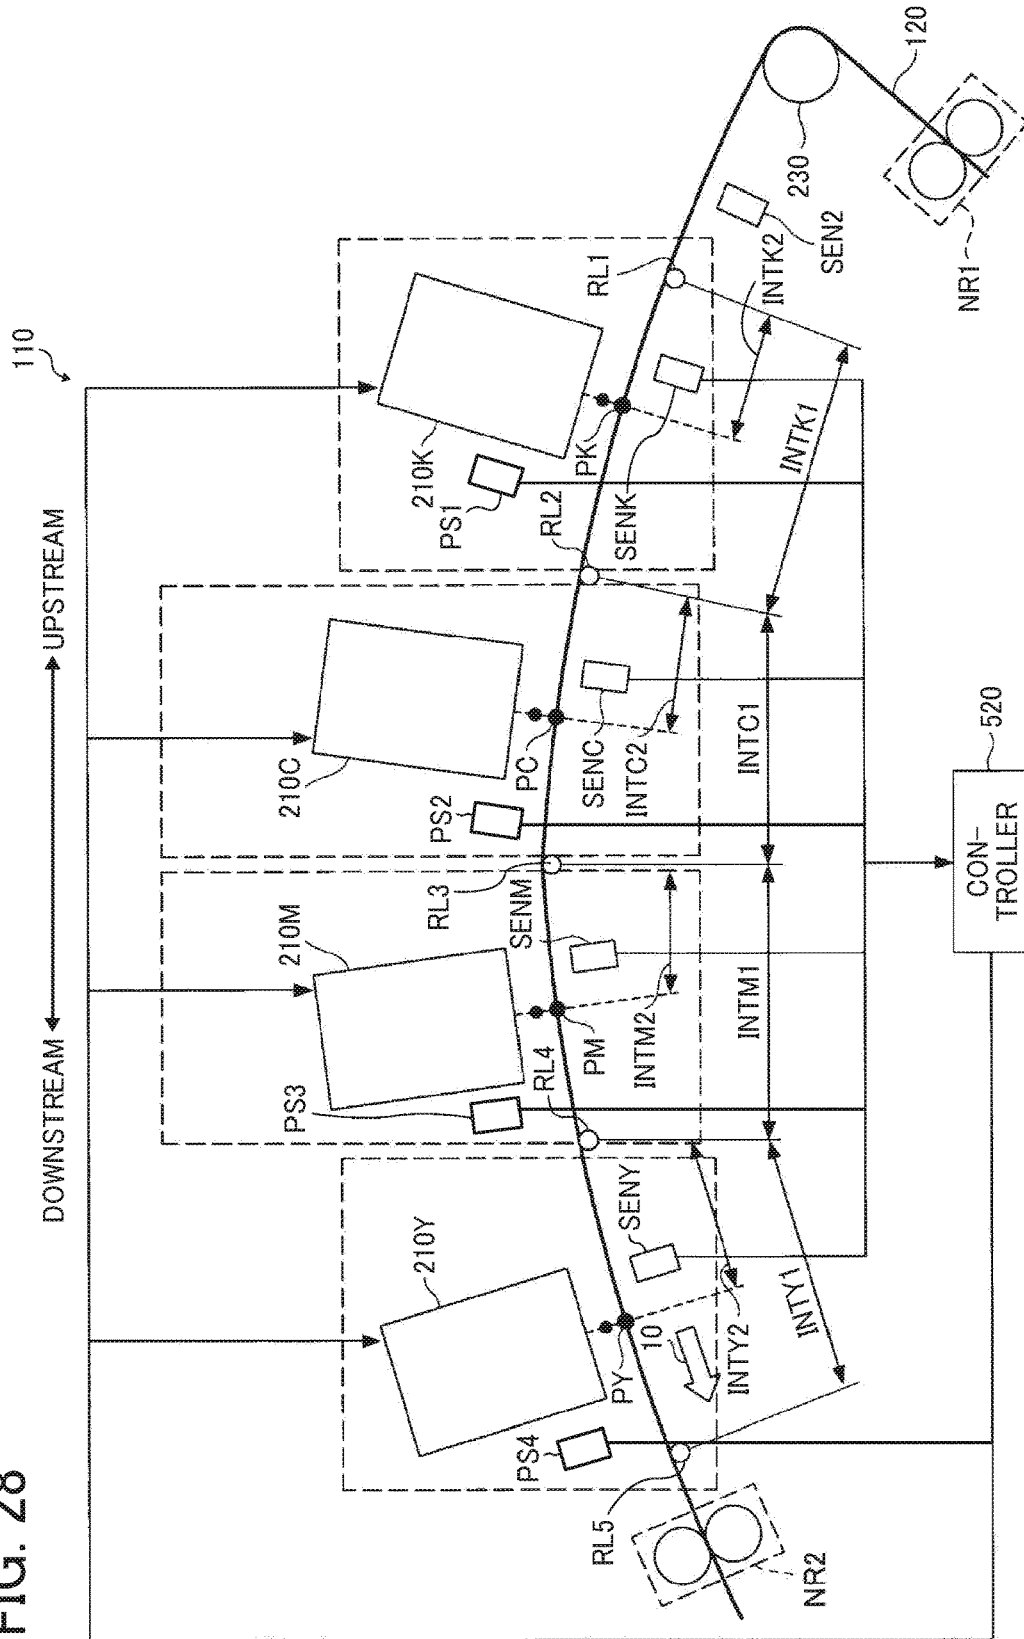 FIG. 28
110
DOWNSTREAM
UPSTREAM
210Y
210M
210C
210K
PS4
PS3
PS2
PS1
PY
PM
PC
PK
RL5
RL4
RL3
RL2
RL1
SENY
SENM
SENC
SENK
SEN2
10
INTY2
INTM2
INTC2
INTK2
INTY1
INTM1
INTC1
INTK1
NR2
NR1
230
120
520
CON-
TROLLER